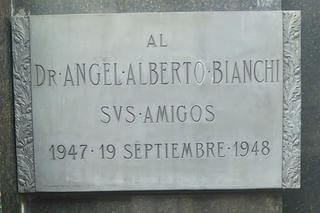 AL
DR·ANGEL·ALBERTO·BIANCHI
SVS·AMIGOS
1947·19 SEPTIEMBRE·1948